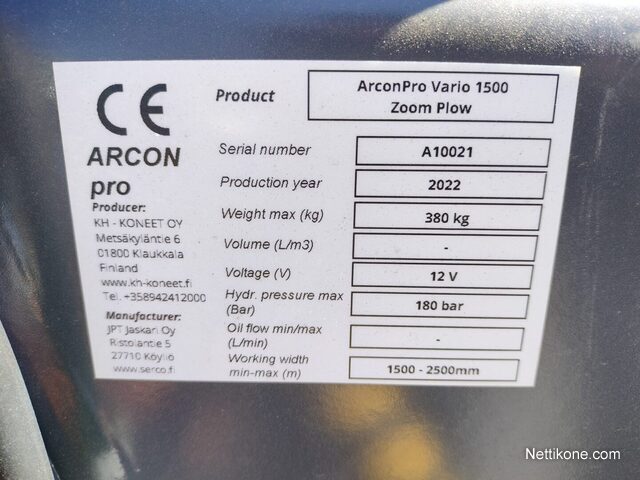 CE
ARCON
pro
Producer:
KH - KONEET OY
Metsäkyläntie 6
01800 Klaukkala
Finland
www.kh-koneet.fi
Tel. +358942412000
Manufacturer:
JPT Jaskari Oy
Ristolantie 5
27710 Köyliö
www.serco.fi
Product ArconPro Vario 1500
Zoom Plow
Serial number A10021
Production year 2022
Weight max (kg) 380 kg
Volume (L/m3) -
Voltage (V) 12 V
Hydr. pressure max
(Bar) 180 bar
Oil flow min/max
(L/min) -
Working width
min-max (m) 1500 - 2500mm
Nettikone.com